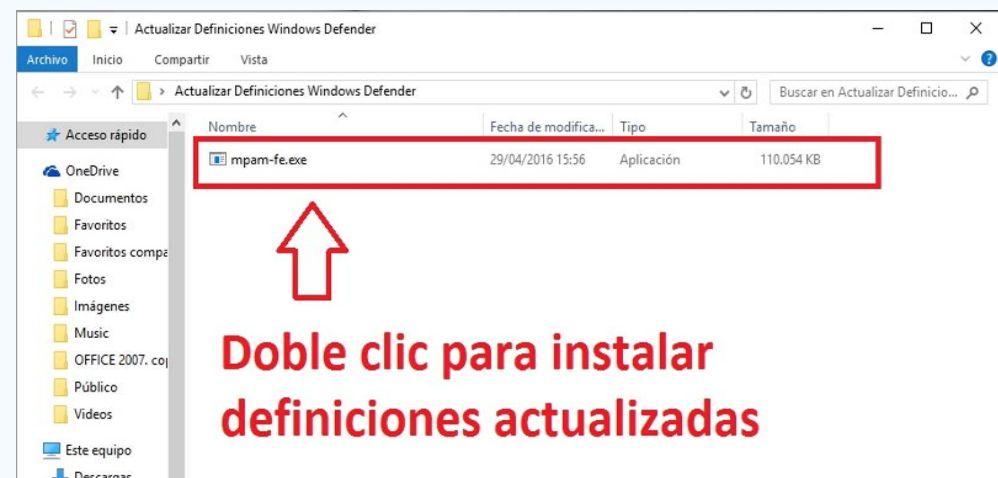 Actualizar Definiciones Windows Defender
Archivo Inicio Compartir Vista
Actualizar Definiciones Windows Defender Buscar en Actualizar Definicio...
Acceso rápido
OneDrive
Documentos
Favoritos
Favoritos compa
Fotos
Imágenes
Music
OFFICE 2007. cop
Público
Videos
Este equipo
Descargas
Nombre Fecha de modifica... Tipo Tamaño
mpam-fe.exe 29/04/2016 15:56 Aplicación 110.054 KB
Doble clic para instalar
definiciones actualizadas